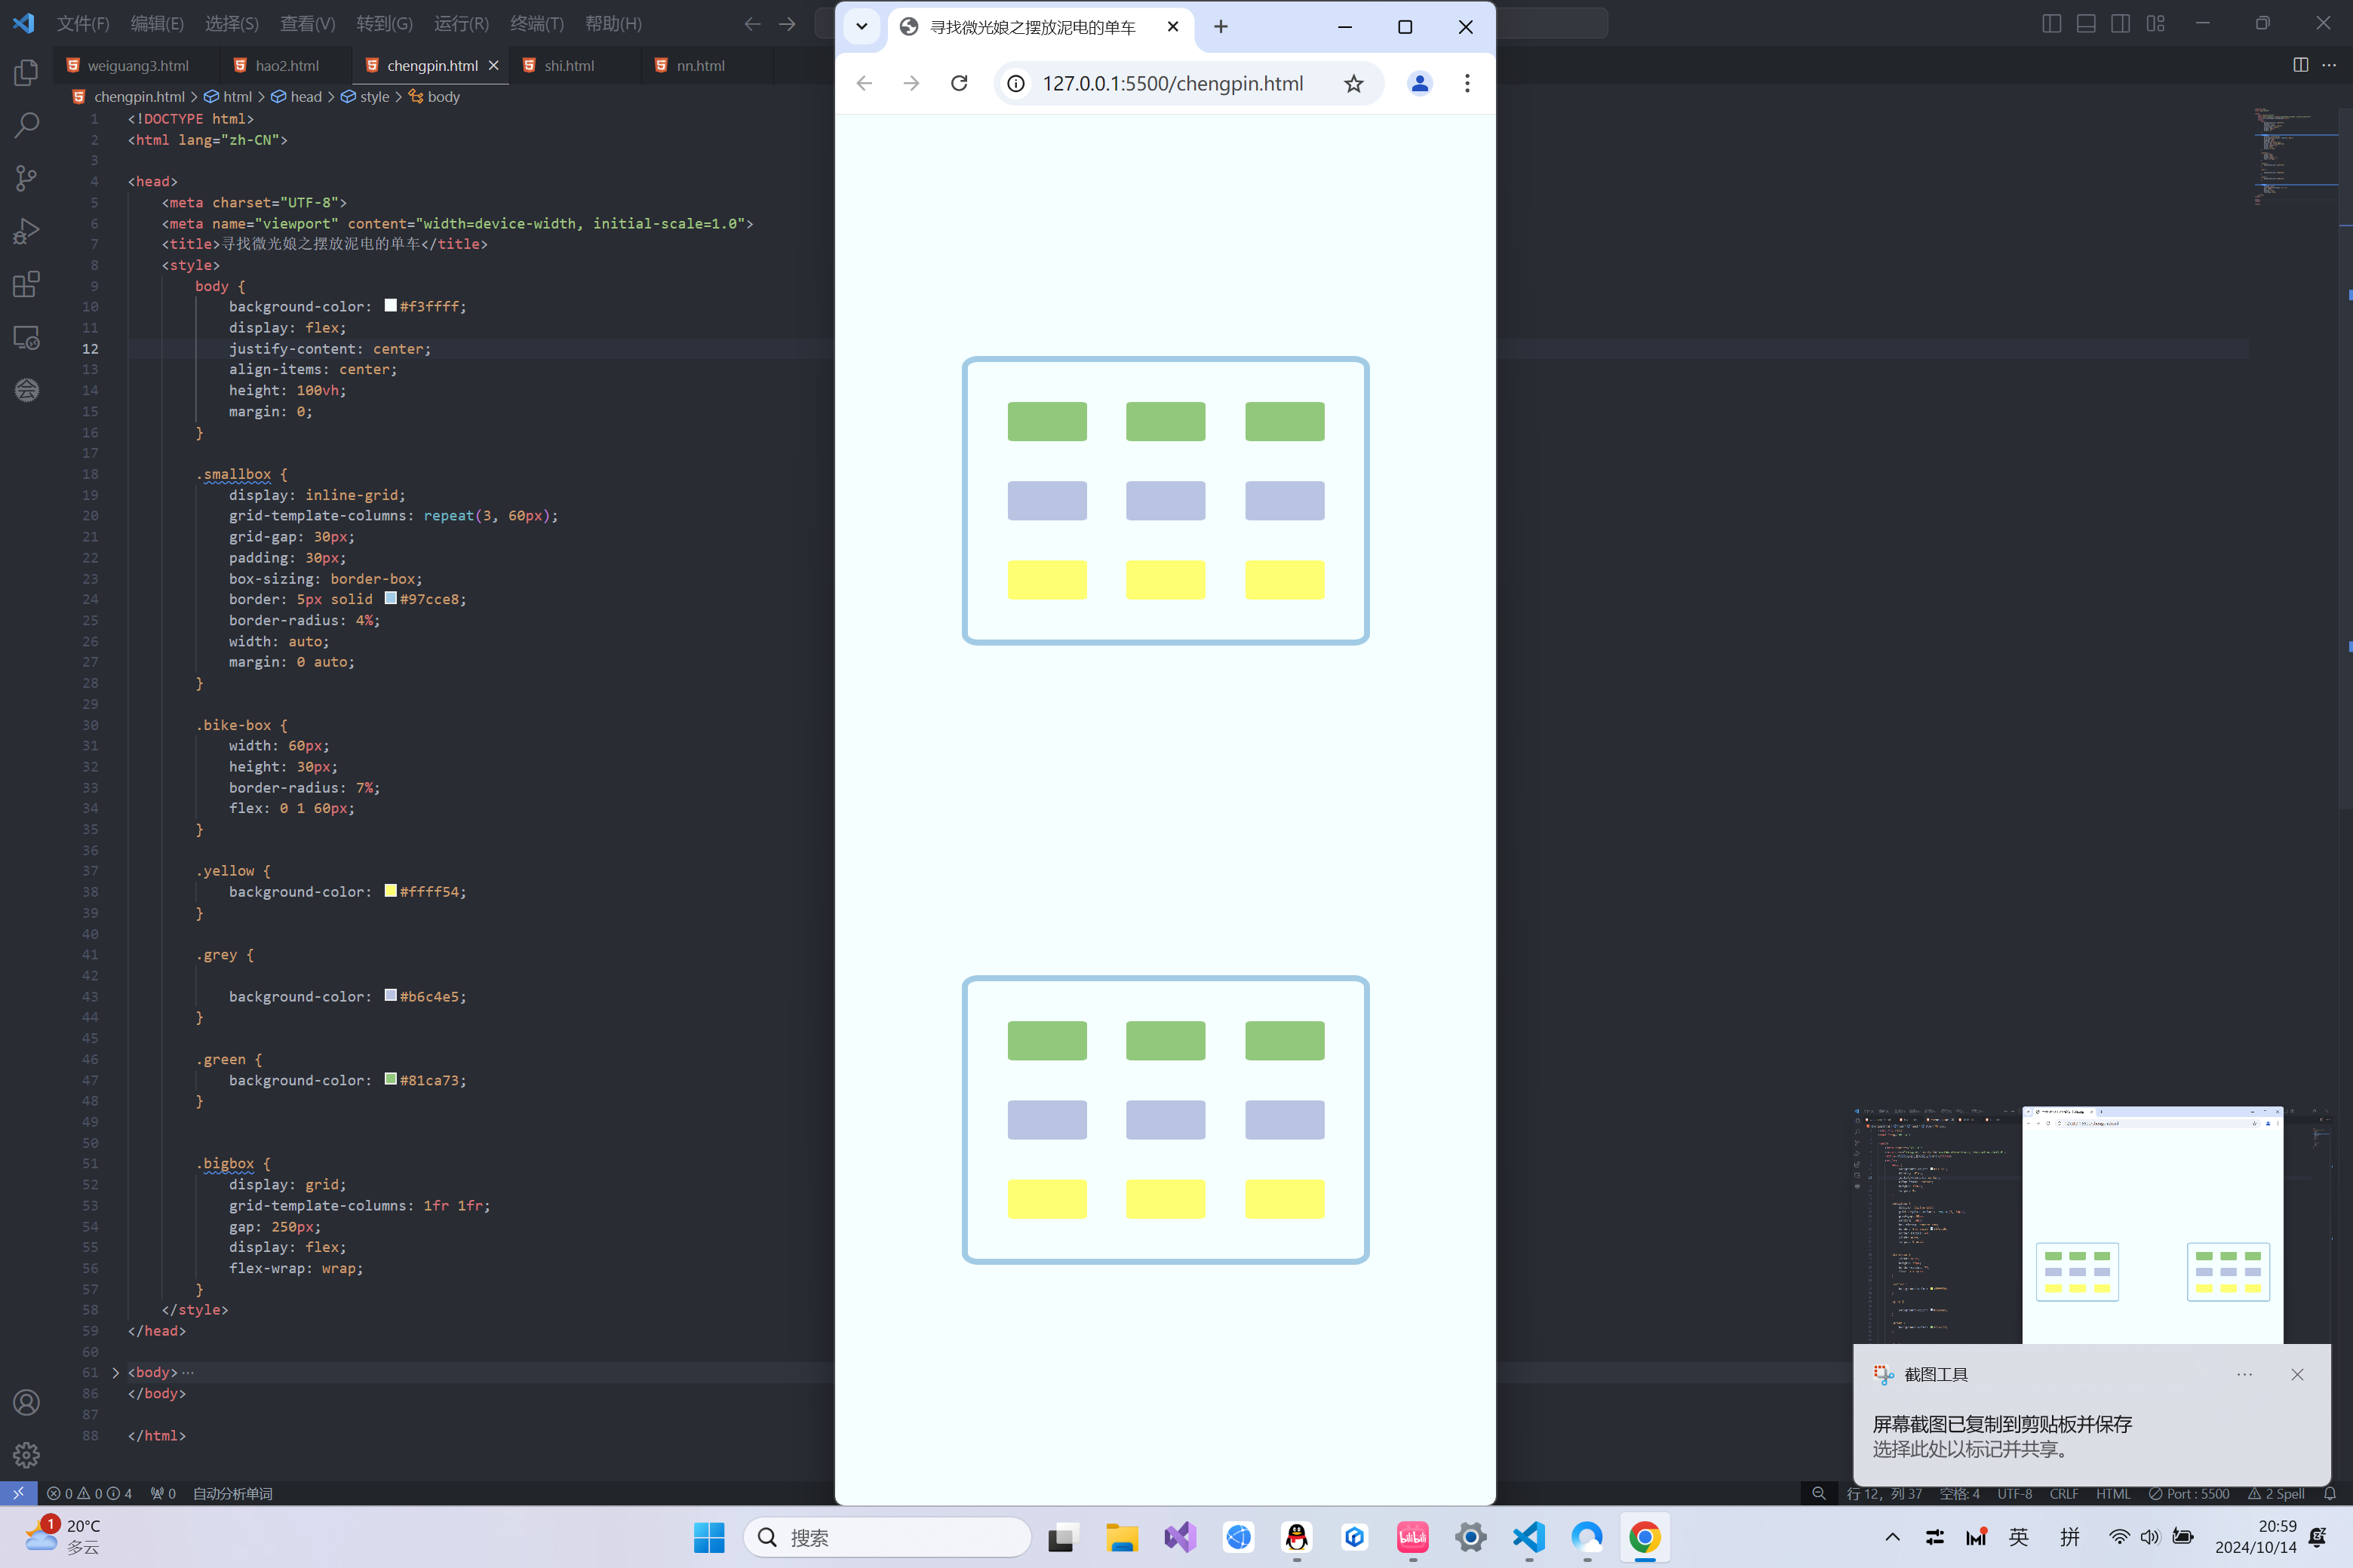 文件(F) 编辑(E) 选择(S) 查看(V) 转到(G) 运行(R) 终端(T) 帮助(H)
weiguang3.html hao2.html chengpin.html shi.html nn.html
chengpin.html > html > head > style > body
1 <!DOCTYPE html>
2 <html lang="zh-CN">
3
4 <head>
5 <meta charset="UTF-8">
6 <meta name="viewport" content="width=device-width, initial-scale=1.0">
7 <title>寻找微光娘之摆放泥电的单车</title>
8 <style>
9 body {
10 background-color: #f3ffff;
11 display: flex;
12 justify-content: center;
13 align-items: center;
14 height: 100vh;
15 margin: 0;
16 }
17
18 .smallbox {
19 display: inline-grid;
20 grid-template-columns: repeat(3, 60px);
21 grid-gap: 30px;
22 padding: 30px;
23 box-sizing: border-box;
24 border: 5px solid #97cce8;
25 border-radius: 4%;
26 width: auto;
27 margin: 0 auto;
28 }
29
30 .bike-box {
31 width: 60px;
32 height: 30px;
33 border-radius: 7%;
34 flex: 0 1 60px;
35 }
36
37 .yellow {
38 background-color: #ffff54;
39 }
40
41 .grey {
42
43 background-color: #b6c4e5;
44 }
45
46 .green {
47 background-color: #81ca73;
48 }
49
50
51 .bigbox {
52 display: grid;
53 grid-template-columns: 1fr 1fr;
54 gap: 250px;
55 display: flex;
56 flex-wrap: wrap;
57 }
58 </style>
59 </head>
60
61 <body>···
86 </body>
87
88 </html>
寻找微光娘之摆放泥电的单车
127.0.0.1:5500/chengpin.html
截图工具
屏幕截图已复制到剪贴板并保存
选择此处以标记并共享。
0 0 4 0 自动分析单词
行 12，列 37 空格: 4 UTF-8 CRLF HTML Port : 5500 2 Spell
1
20°C
多云
搜索
bilibili
英 拼
20:59
2024/10/14